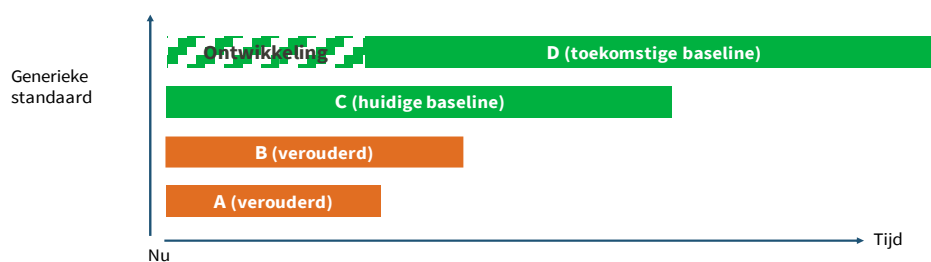 Ontwikkeling
D (toekomstige baseline)
Generieke
standaard
C (huidige baseline)
B (verouderd)
A (verouderd)
Tijd
Nu